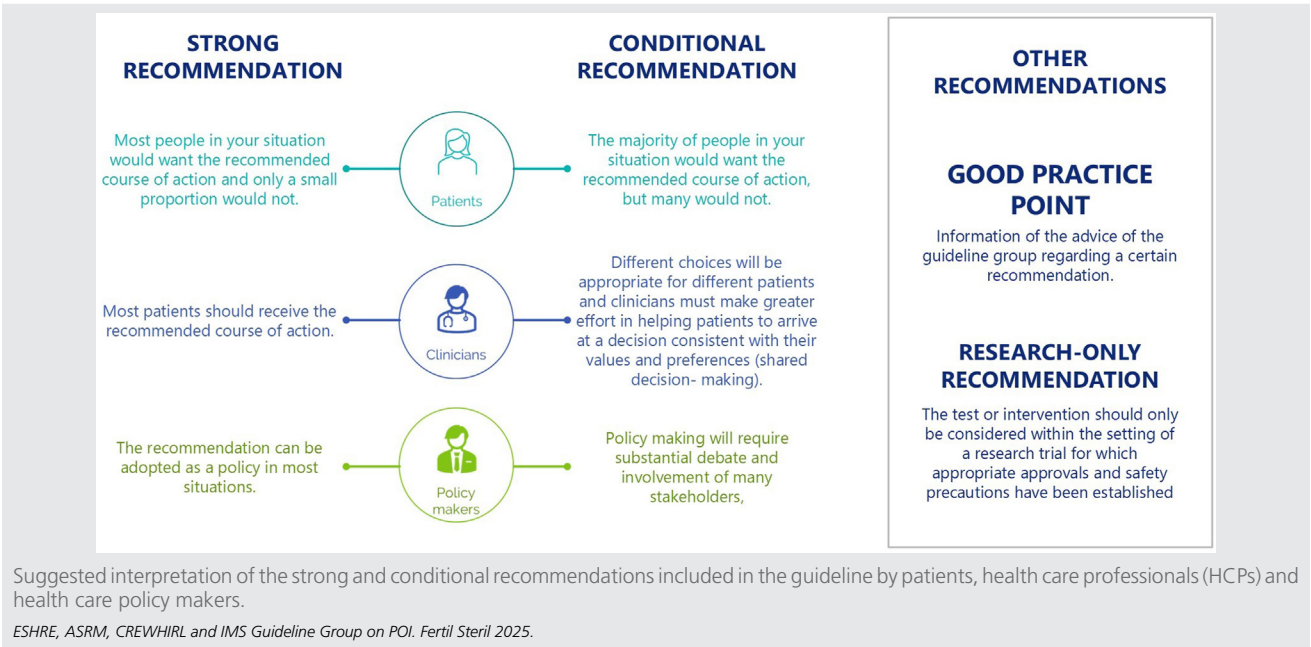 STRONG
RECOMMENDATION
CONDITIONAL
RECOMMENDATION
Most people in your situation
would want the recommended
course of action and only a small
proportion would not.
Patients
The majority of people in your
situation would want the
recommended course of action,
but many would not.
Most patients should receive the
recommended course of action.
Clinicians
Different choices will be
appropriate for different patients
and clinicians must make greater
effort in helping patients to arrive
at a decision consistent with their
values and preferences (shared
decision- making).
The recommendation can be
adopted as a policy in most
situations.
Policy
makers
Policy making will require
substantial debate and
involvement of many
stakeholders,
OTHER
RECOMMENDATIONS
GOOD PRACTICE
POINT
Information of the advice of the
guideline group regarding a certain
recommendation.
RESEARCH-ONLY
RECOMMENDATION
The test or intervention should only
be considered within the setting of
a research trial for which
appropriate approvals and safety
precautions have been established
Suggested interpretation of the strong and conditional recommendations included in the guideline by patients, health care professionals (HCPs) and
health care policy makers.
ESHRE, ASRM, CREWHIRL and IMS Guideline Group on POI. Fertil Steril 2025.